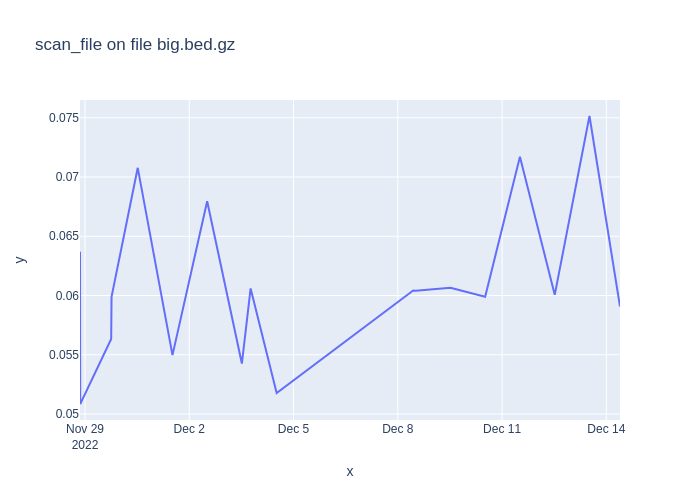 scan_file on file big.bed.gz
0.075
0.07
0.065
0.06
0.055
0.05
y
Nov 29
2022
Dec 2
Dec 5
Dec 8
Dec 11
Dec 14
x